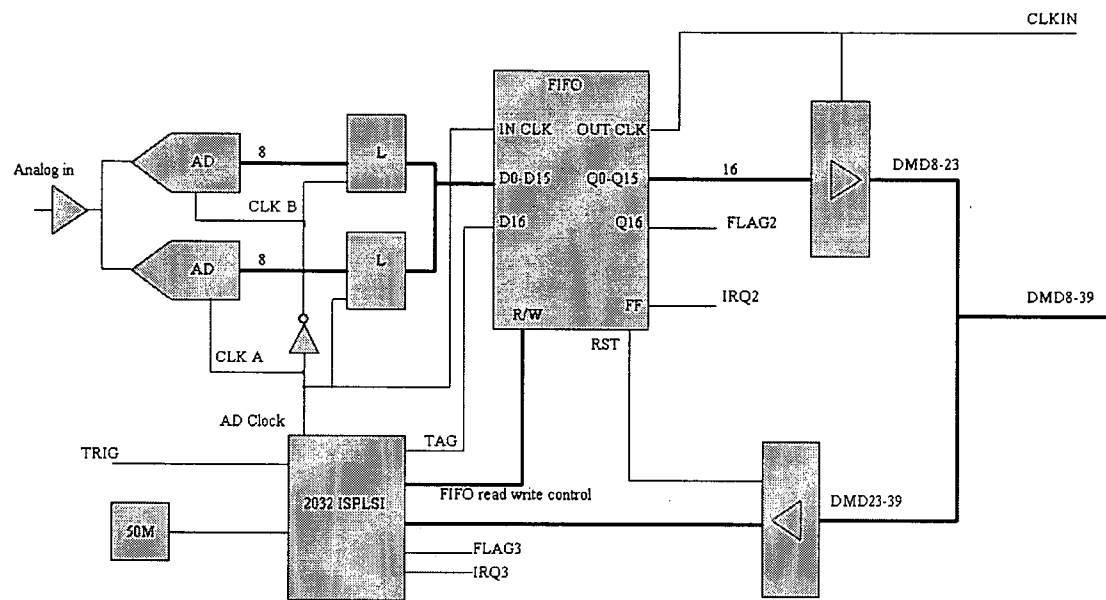 CLKIN
FIFO
IN CLK
OUT CLK
L
Analog in
AD
8
D0-D15
Q0-Q15
16
DMD8-23
CLK B
D16
Q16
FLAG2
AD
8
L
DMD8-39
FF
IRQ2
R/W
RST
CLK A
AD Clock
TAG
TRIG
FIFO read write control
2032 ISPLSI
DMD23-39
50M
FLAG3
IRQ3